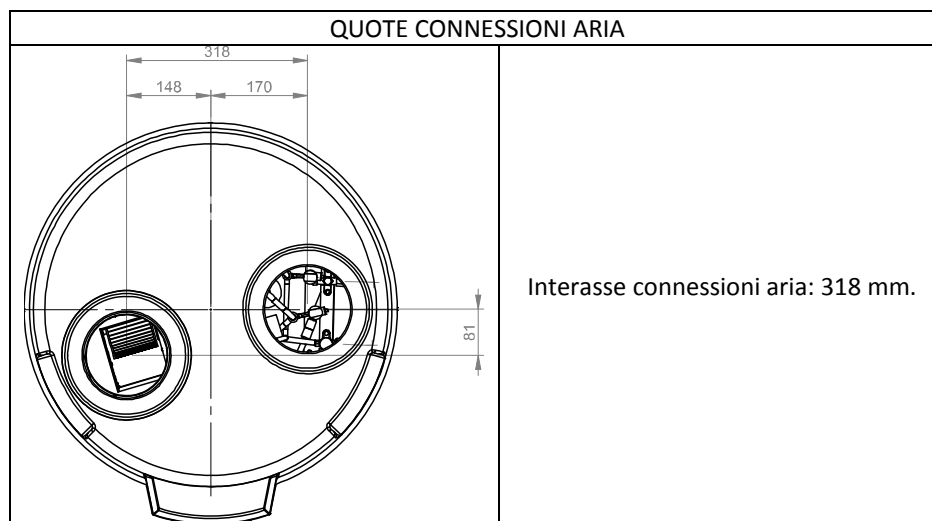 QUOTE CONNESSIONI ARIA
318
148
170
81
Interasse connessioni aria: 318 mm.